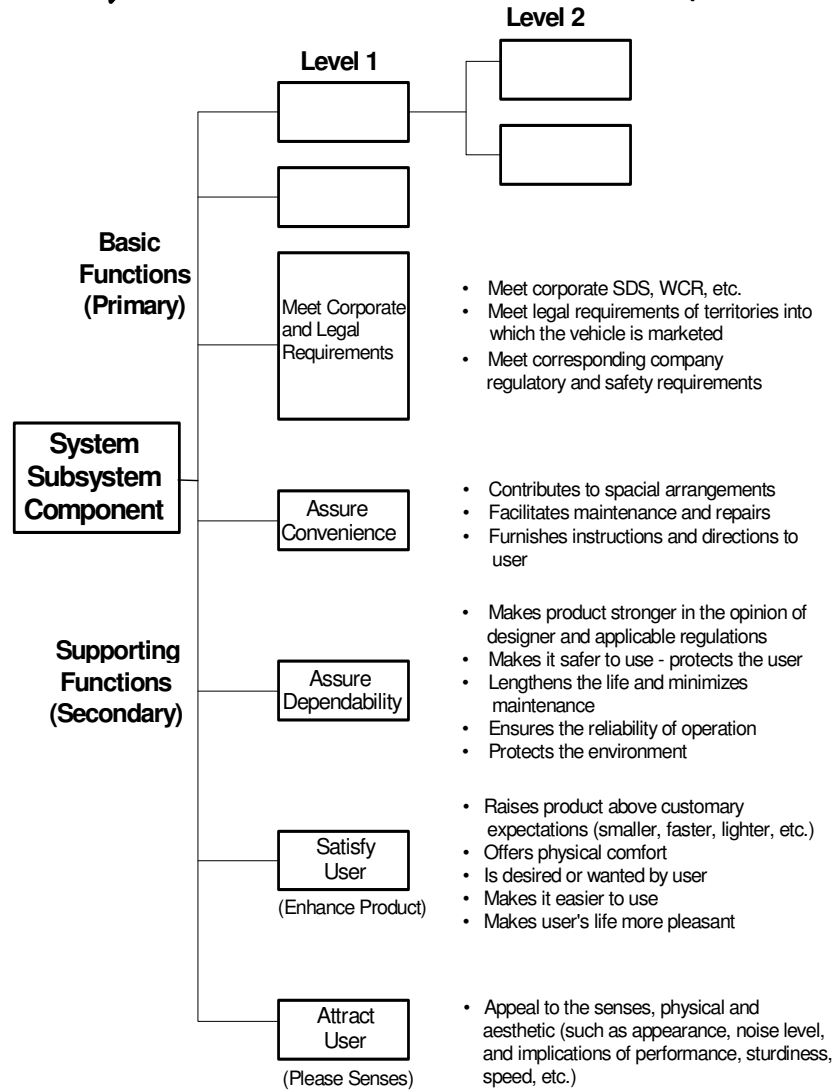 Level 2
Level 1
Basic
Functions
(Primary)
Meet Corporate
and Legal
Requirements
• Meet corporate SDS, WCR, etc.
• Meet legal requirements of territories into
which the vehicle is marketed
• Meet corresponding company
regulatory and safety requirements
System
Subsystem
Component
Assure
Convenience
• Contributes to spacial arrangements
• Facilitates maintenance and repairs
• Furnishes instructions and directions to
user
Supporting
Functions
(Secondary)
Assure
Dependability
• Makes product stronger in the opinion of
designer and applicable regulations
• Makes it safer to use - protects the user
• Lengthens the life and minimizes
maintenance
• Ensures the reliability of operation
• Protects the environment
Satisfy
User
(Enhance Product)
• Raises product above customary
expectations (smaller, faster, lighter, etc.)
• Offers physical comfort
• Is desired or wanted by user
• Makes it easier to use
• Makes user's life more pleasant
Attract
User
(Please Senses)
• Appeal to the senses, physical and
aesthetic (such as appearance, noise level,
and implications of performance, sturdiness,
speed, etc.)